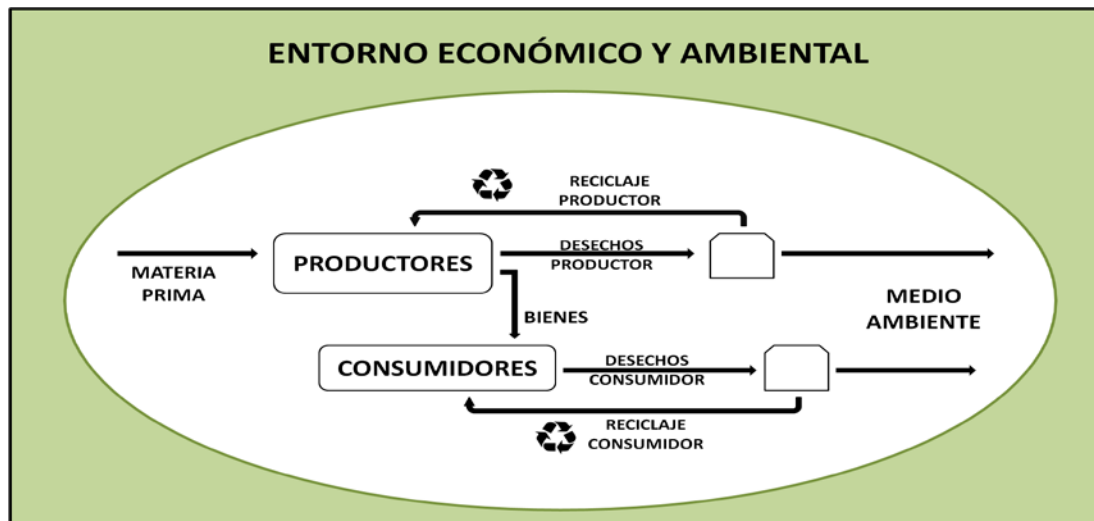 ENTORNO ECONÓMICO Y AMBIENTAL
RECICLAJE
PRODUCTOR
MATERIA
PRIMA
PRODUCTORES
DESECHOS
PRODUCTOR
BIENES
MEDIO
AMBIENTE
CONSUMIDORES
DESECHOS
CONSUMIDOR
RECICLAJE
CONSUMIDOR